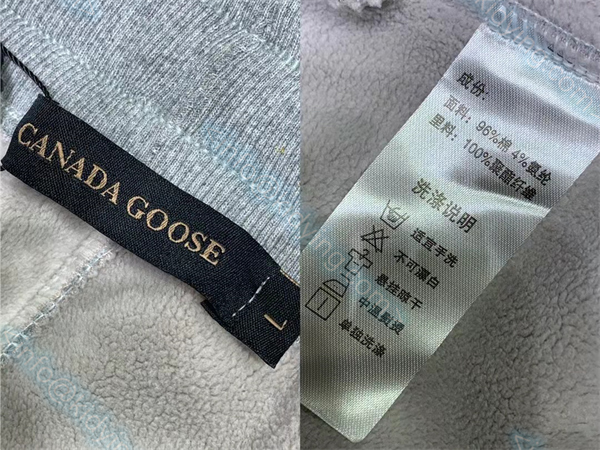 CANADA GOOSE
L
成份:
面料: 96%棉 4%氨纶
里料: 100%聚酯纤维
洗涤说明
适宜手洗
不可漂白
悬挂晾干
中温熨烫
单独洗涤